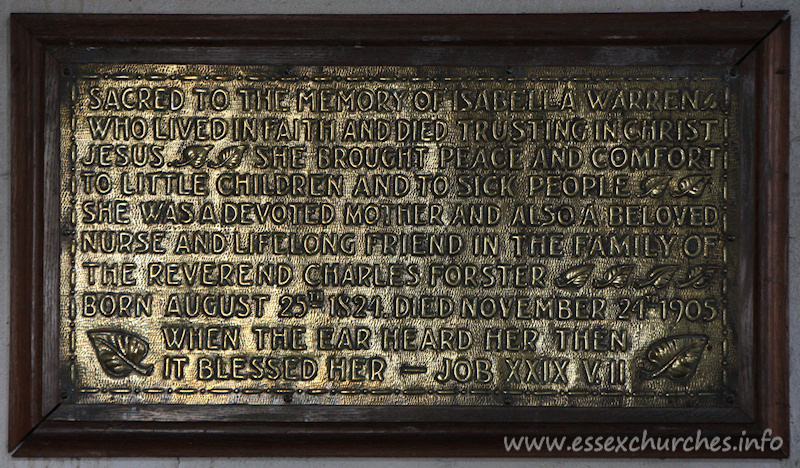 SACRED TO THE MEMORY OF ISABELLA WARREN
WHO LIVED IN FAITH AND DIED TRUSTING IN CHRIST
JESUS SHE BROUGHT PEACE AND COMFORT
TO LITTLE CHILDREN AND TO SICK PEOPLE
SHE WAS A DEVOTED MOTHER AND ALSO A BELOVED
NURSE AND LIFELONG FRIEND IN THE FAMILY OF
THE REVEREND CHARLES FORSTER
BORN AUGUST 25TH 1824. DIED NOVEMBER 24TH 1905
WHEN THE EAR HEARD HER THEN
IT BLESSED HER — JOB XXIX V. 11
www.essexchurches.info